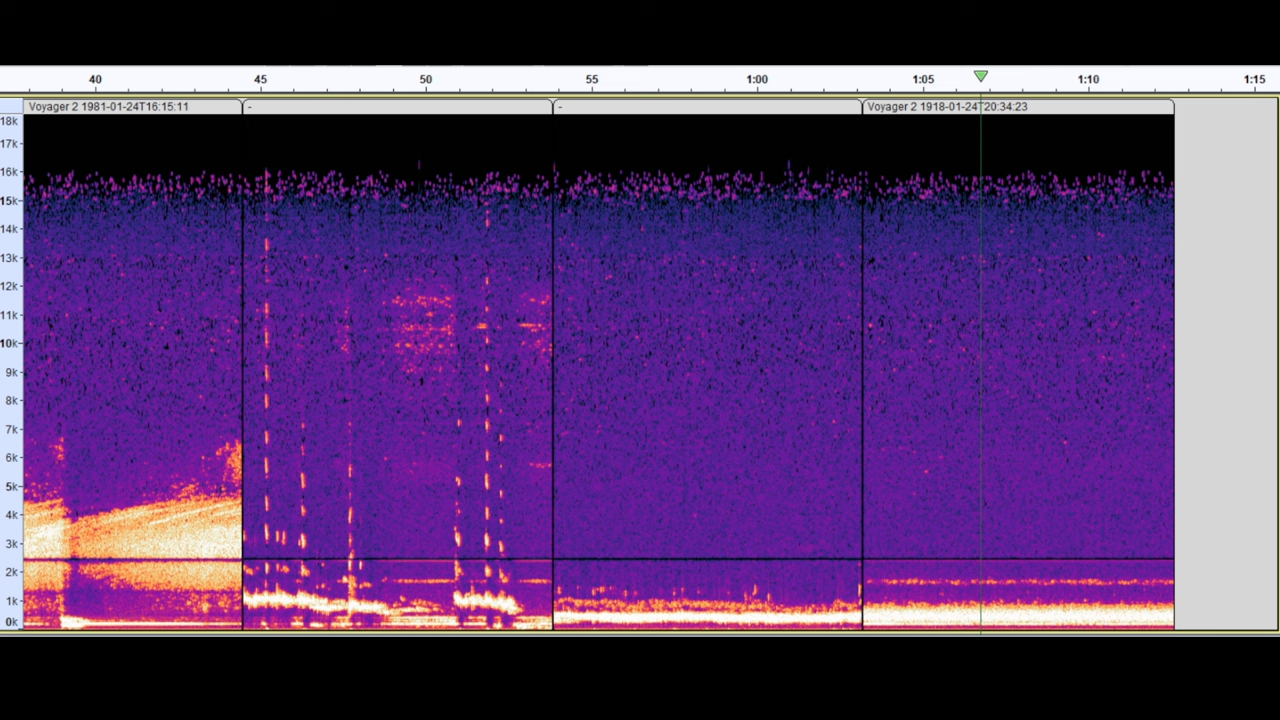 40 45 50 55 1:00 1:05 1:10 1:15
Voyager 2 1981-01-24T16:15:11 - - Voyager 2 1918-01-24T20:34:23
18k
17k
16k
15k
14k
13k
12k
11k
10k
9k
8k
7k
6k
5k
4k
3k
2k
1k
0k